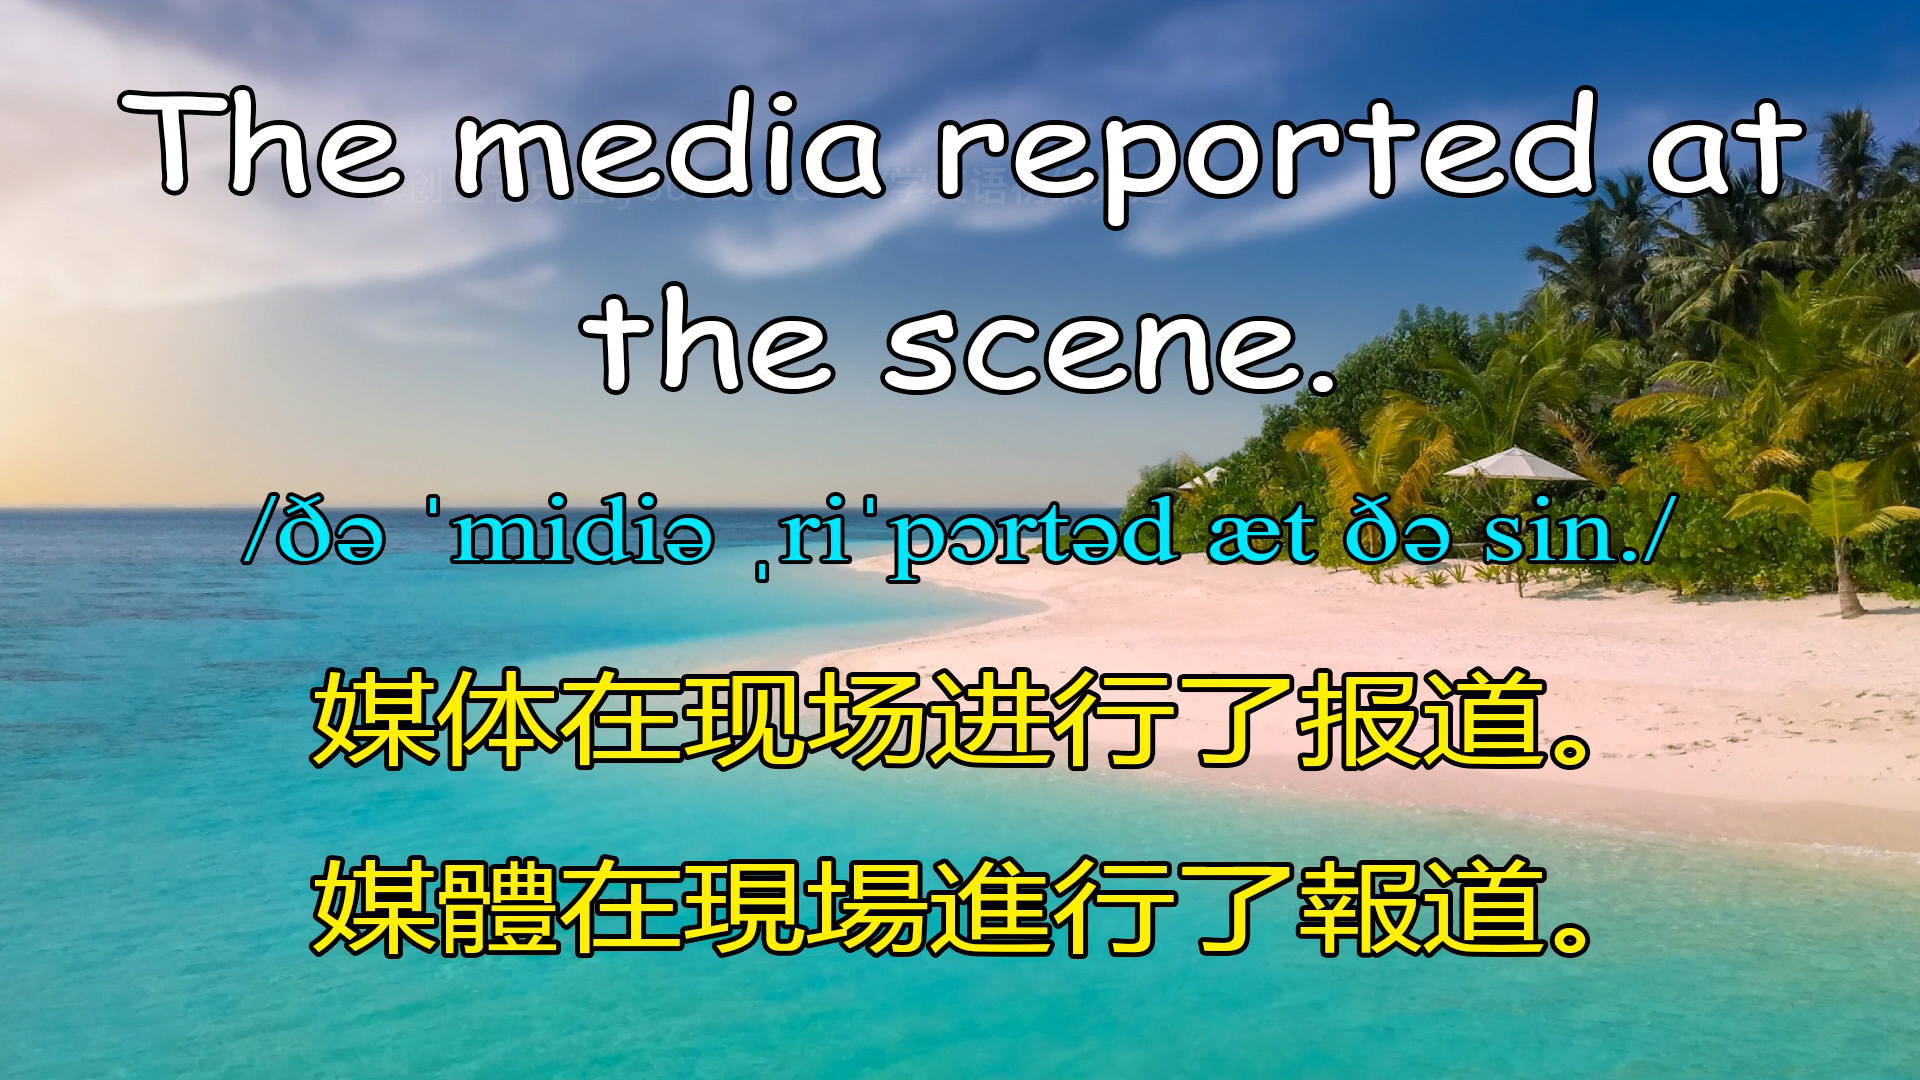 The media reported at
the scene.
/ðə ˈmidiə ˌriˈpɔrtəd æt ðə sin./
媒体在现场进行了报道。
媒體在現場進行了報道。